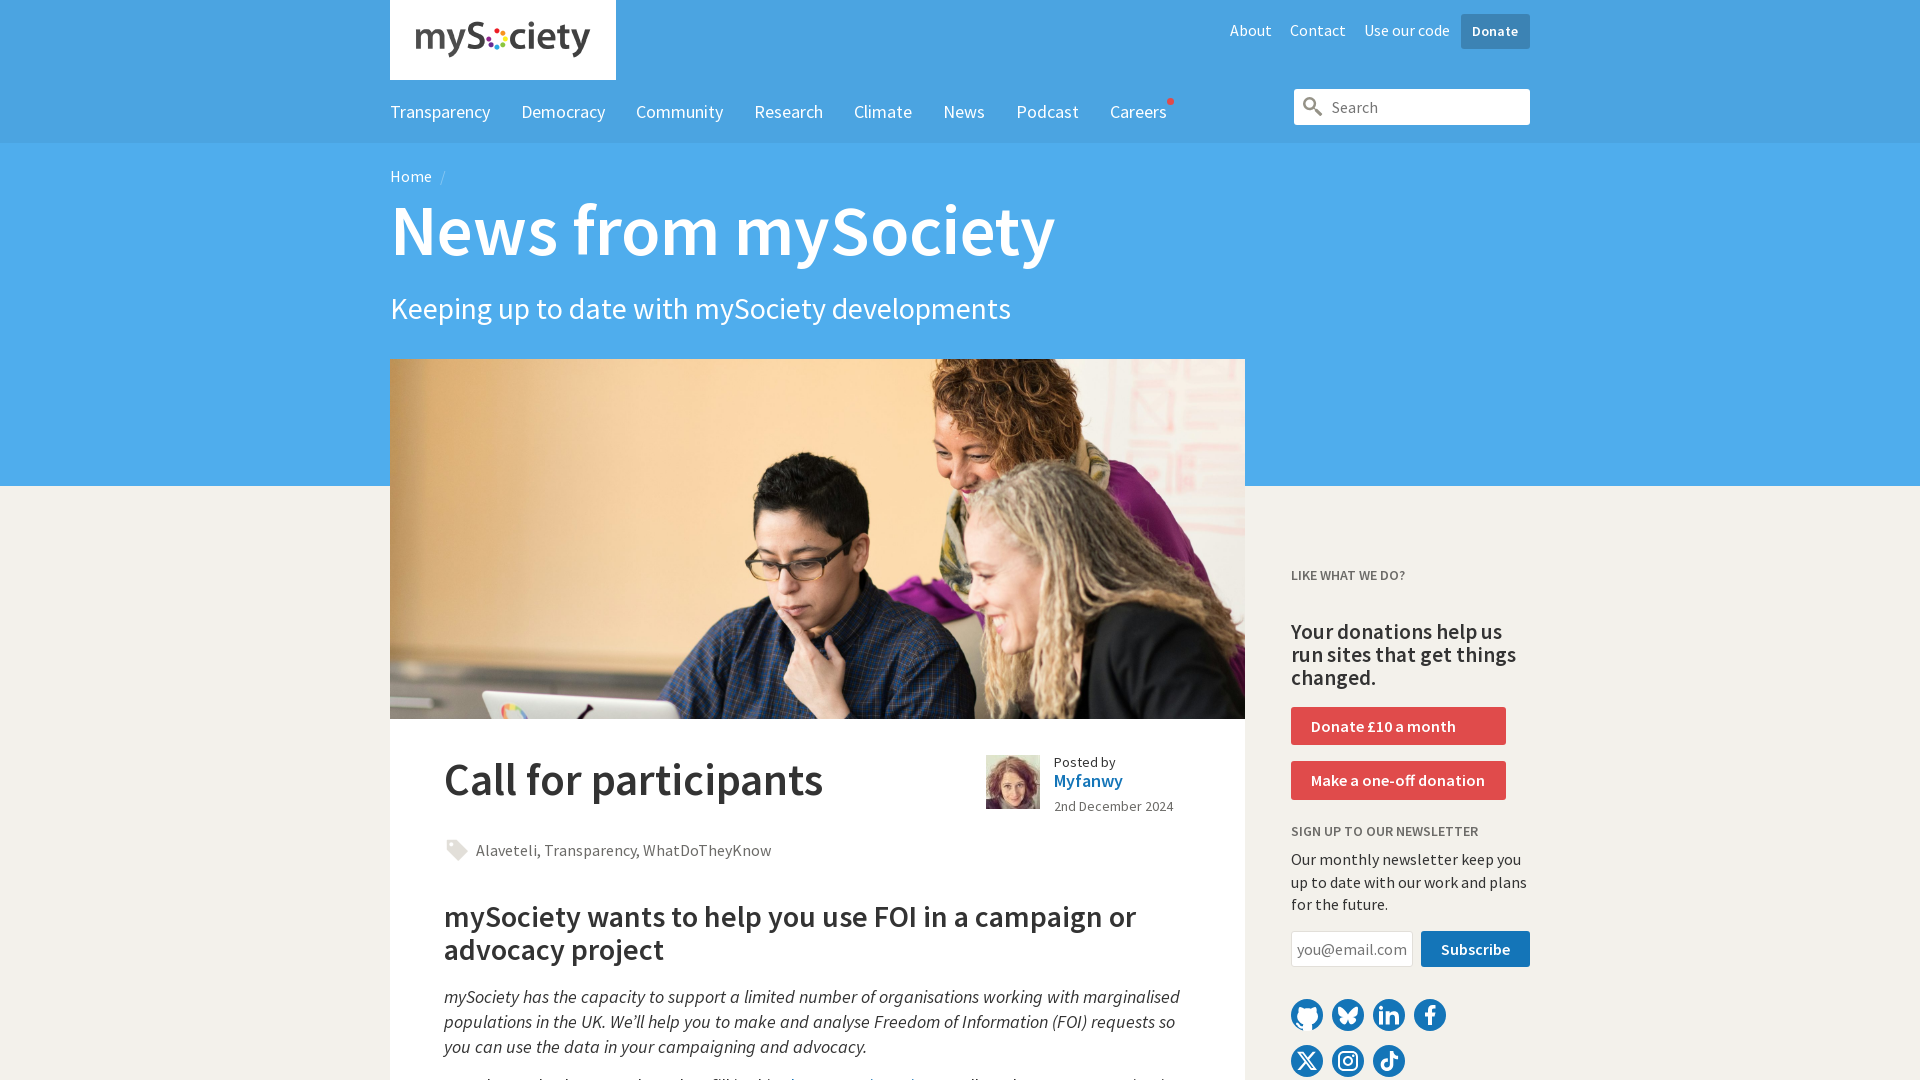 mySociety
About
Contact
Use our code
Donate
Transparency
Democracy
Community
Research
Climate
News
Podcast
Careers
Search
Home /
News from mySociety
Keeping up to date with mySociety developments
Call for participants
Posted by
Myfanwy
2nd December 2024
Alaveteli, Transparency, WhatDoTheyKnow
mySociety wants to help you use FOI in a campaign or
advocacy project
mySociety has the capacity to support a limited number of organisations working with marginalised
populations in the UK. We’ll help you to make and analyse Freedom of Information (FOI) requests so
you can use the data in your campaigning and advocacy.
LIKE WHAT WE DO?
Your donations help us
run sites that get things
changed.
Donate £10 a month
Make a one-off donation
SIGN UP TO OUR NEWSLETTER
Our monthly newsletter keep you
up to date with our work and plans
for the future.
you@email.com
Subscribe